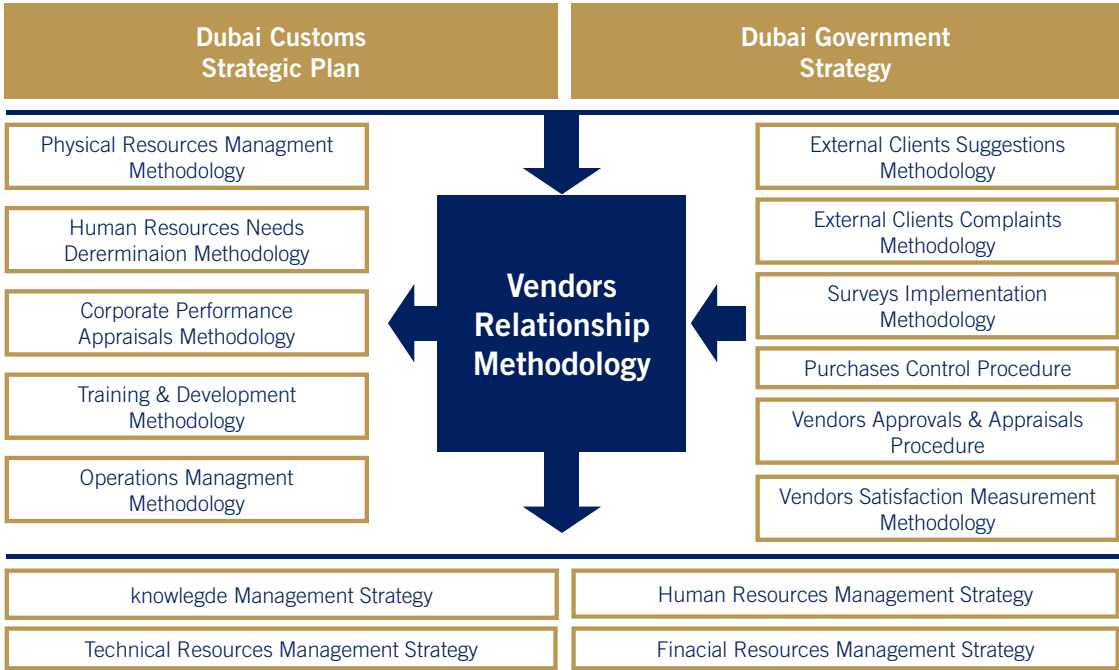 Dubai Customs
Strategic Plan
Dubai Government
Strategy
Physical Resources Managment
Methodology
Human Resources Needs
Dererminaion Methodology
Corporate Performance
Appraisals Methodology
Training & Development
Methodology
Operations Managment
Methodology
Vendors
Relationship
Methodology
External Clients Suggestions
Methodology
External Clients Complaints
Methodology
Surveys Implementation
Methodology
Purchases Control Procedure
Vendors Approvals & Appraisals
Procedure
Vendors Satisfaction Measurement
Methodology
knowlegde Management Strategy
Human Resources Management Strategy
Technical Resources Management Strategy
Finacial Resources Management Strategy